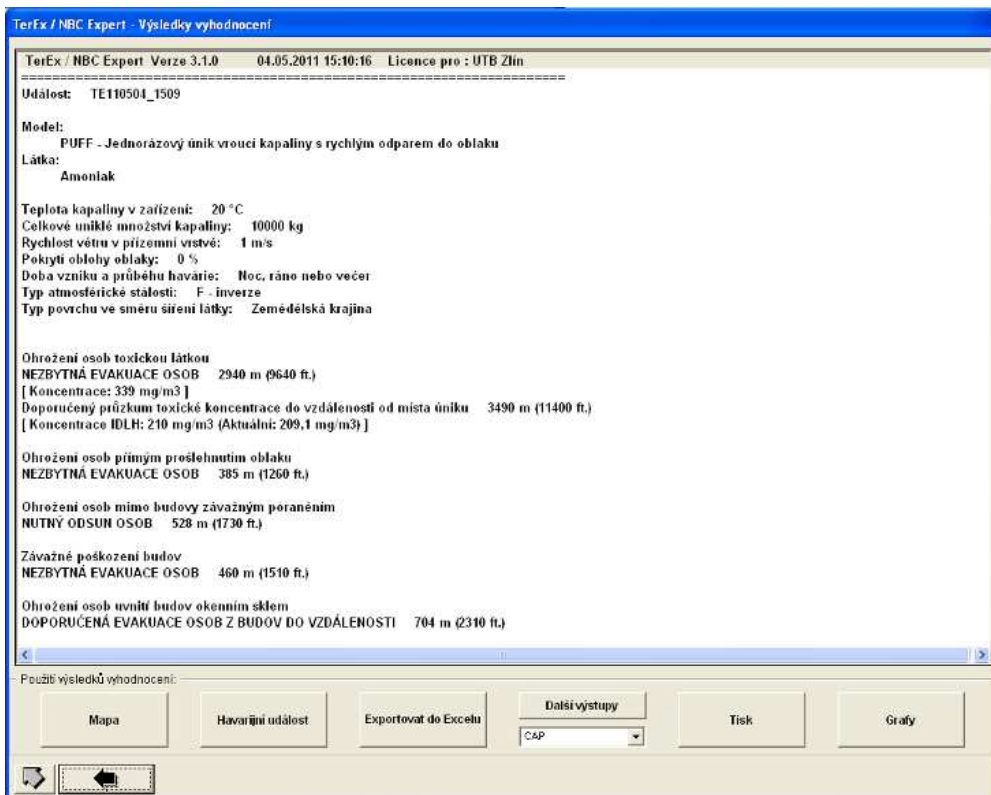 TerEx / NBC Expert - Výsledky vyhodnocení
TerEx / NBC Expert Verze 3.1.0 04.05.2011 15:10:16 Licence pro : UTB Zlín
Událost: TE110504_1509
Model:
PUFF - Jednorázový únik vroucí kapaliny s rychlým odparem do oblaku
Látka:
Amoniak
Teplota kapaliny v zařízení: 20 °C
Celkové uniklé množství kapaliny: 10000 kg
Rychlost větru v přízemní vrstvě: 1 m/s
Pokrytí oblohy oblaky: 0 %
Doba vzniku a průběhu havárie: Noc, ráno nebo večer
Typ atmosférické stálosti: F - inverze
Typ povrchu ve směru šíření látky: Zemědělská krajina
Ohrožení osob toxickou látkou
NEZBYTNÁ EVAKUACE OSOB 2940 m (9640 ft.)
[ Koncentrace: 339 mg/m3 ]
Doporučený průzkum toxické koncentrace do vzdálenosti od místa úniku 3490 m (11400 ft.)
[ Koncentrace IDLH: 210 mg/m3 (Aktuální: 209,1 mg/m3) ]
Ohrožení osob přímým prošlehnutím oblaku
NEZBYTNÁ EVAKUACE OSOB 385 m (1260 ft.)
Ohrožení osob mimo budovy závažným poraněním
NUTNÝ ODSUN OSOB 528 m (1730 ft.)
Závažné poškození budov
NEZBYTNÁ EVAKUACE OSOB 460 m (1510 ft.)
Ohrožení osob uvnitř budov okenním sklem
DOPORUČENÁ EVAKUACE OSOB Z BUDOV DO VZDÁLENOSTI 704 m (2310 ft.)
Použití výsledků vyhodnocení:
Mapa
Havarijní událost
Exportovat do Excelu
Další výstupy
CAP
Tisk
Grafy